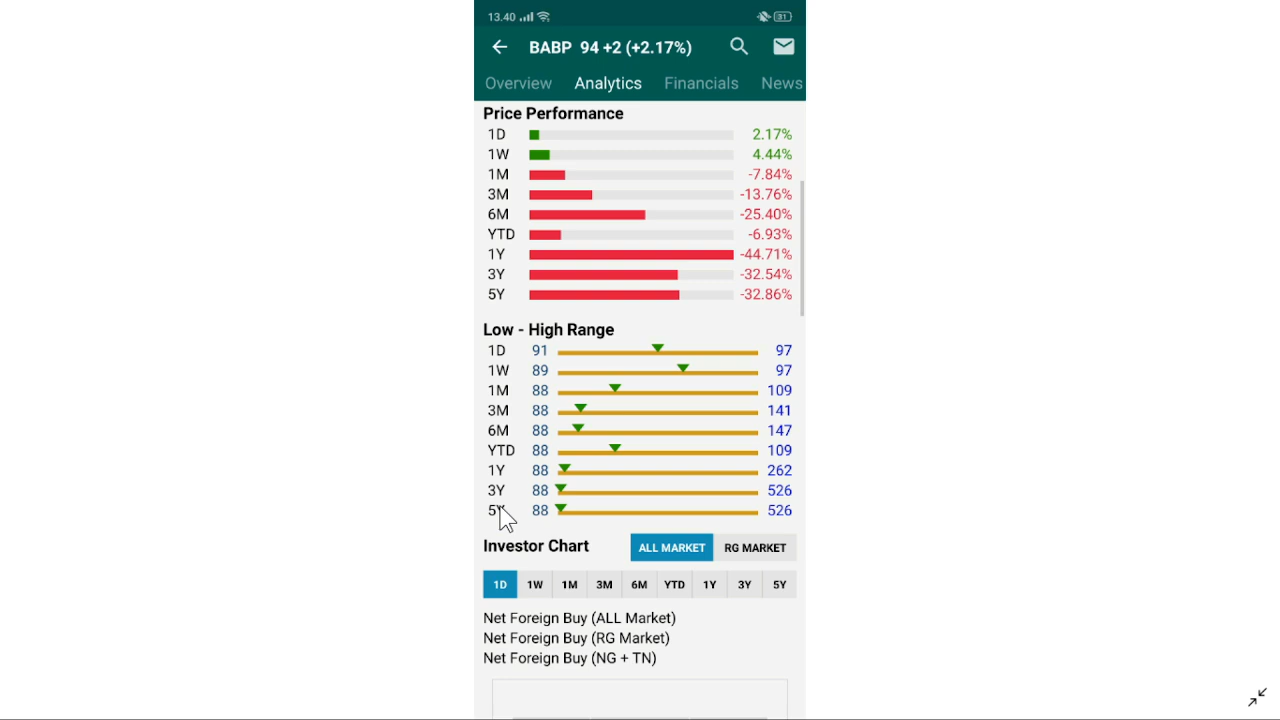 13.40 31
BABP 94 +2 (+2.17%)
Overview Analytics Financials News
Price Performance
1D 2.17%
1W 4.44%
1M -7.84%
3M -13.76%
6M -25.40%
YTD -6.93%
1Y -44.71%
3Y -32.54%
5Y -32.86%
Low - High Range
1D 91 97
1W 89 97
1M 88 109
3M 88 141
6M 88 147
YTD 88 109
1Y 88 262
3Y 88 526
5Y 88 526
Investor Chart ALL MARKET RG MARKET
1D 1W 1M 3M 6M YTD 1Y 3Y 5Y
Net Foreign Buy (ALL Market)
Net Foreign Buy (RG Market)
Net Foreign Buy (NG + TN)